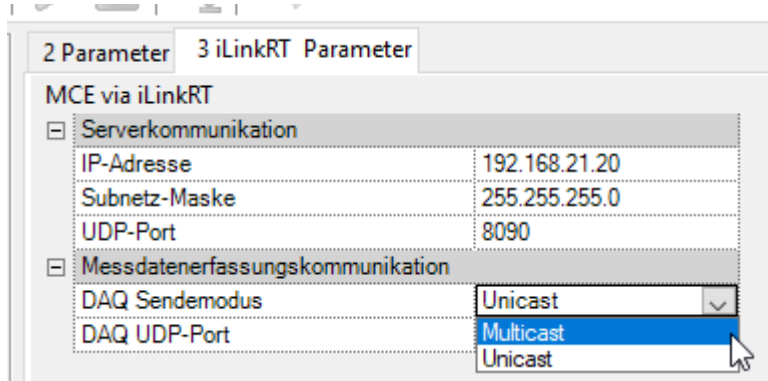 2 Parameter 3 iLinkRT Parameter
MCE via iLinkRT
Serverkommunikation
IP-Adresse 192.168.21.20
Subnetz-Maske 255.255.255.0
UDP-Port 8090
Messdatenerfassungskommunikation
DAQ Sendemodus Unicast
DAQ UDP-Port Multicast
Unicast